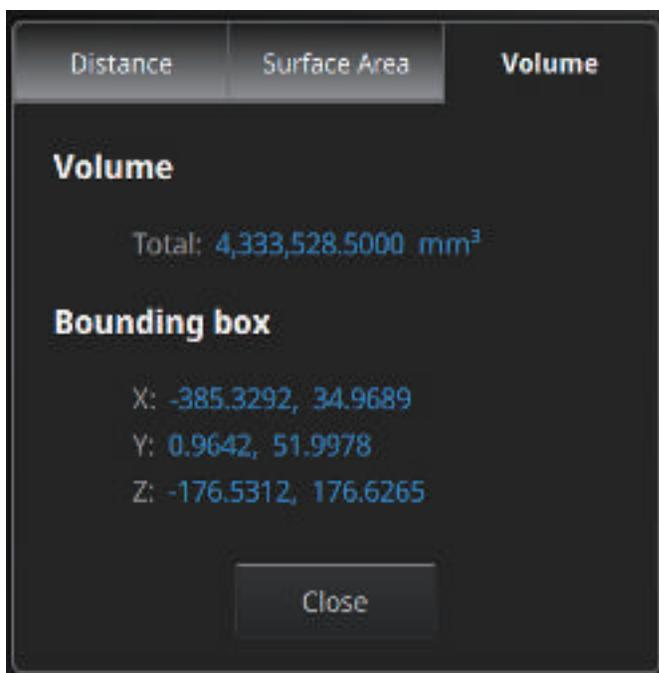 Distance Surface Area Volume
Volume
Total: 4,333,528.5000 mm³
Bounding box
X: -385.3292, 34.9689
Y: 0.9642, 51.9978
Z: -176.5312, 176.6265
Close